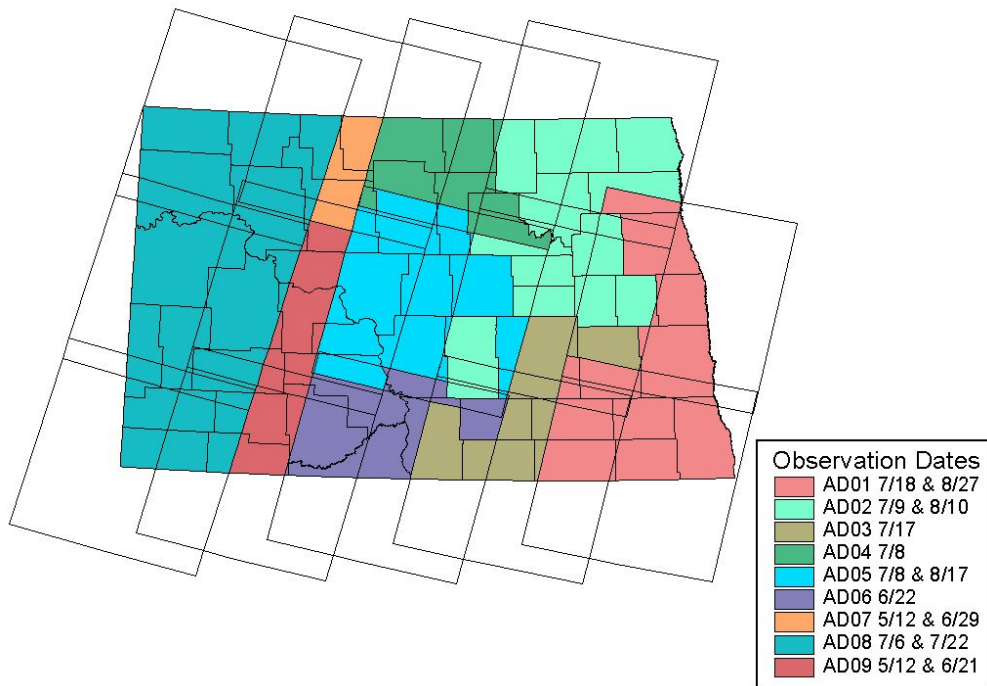 Observation Dates
AD01 7/18 & 8/27
AD02 7/9 & 8/10
AD03 7/17
AD04 7/8
AD05 7/8 & 8/17
AD06 6/22
AD07 5/12 & 6/29
AD08 7/6 & 7/22
AD09 5/12 & 6/21